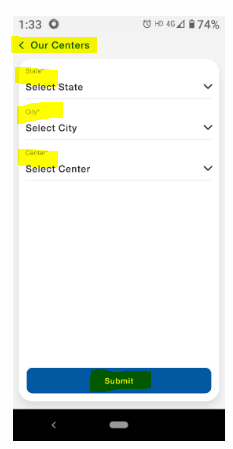 1:33 HD 4G 74%
< Our Centers
State*
Select State
City*
Select City
Center*
Select Center
Submit